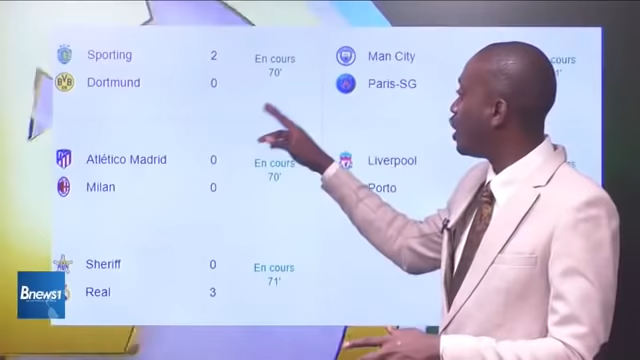 Sporting 2
En cours
70'
Dortmund 0
Man City
Paris-SG
Atlético Madrid 0
En cours
70'
Milan 0
Liverpool
Porto
Sheriff 0
En cours
71'
Real 3
Bnews1
BVB